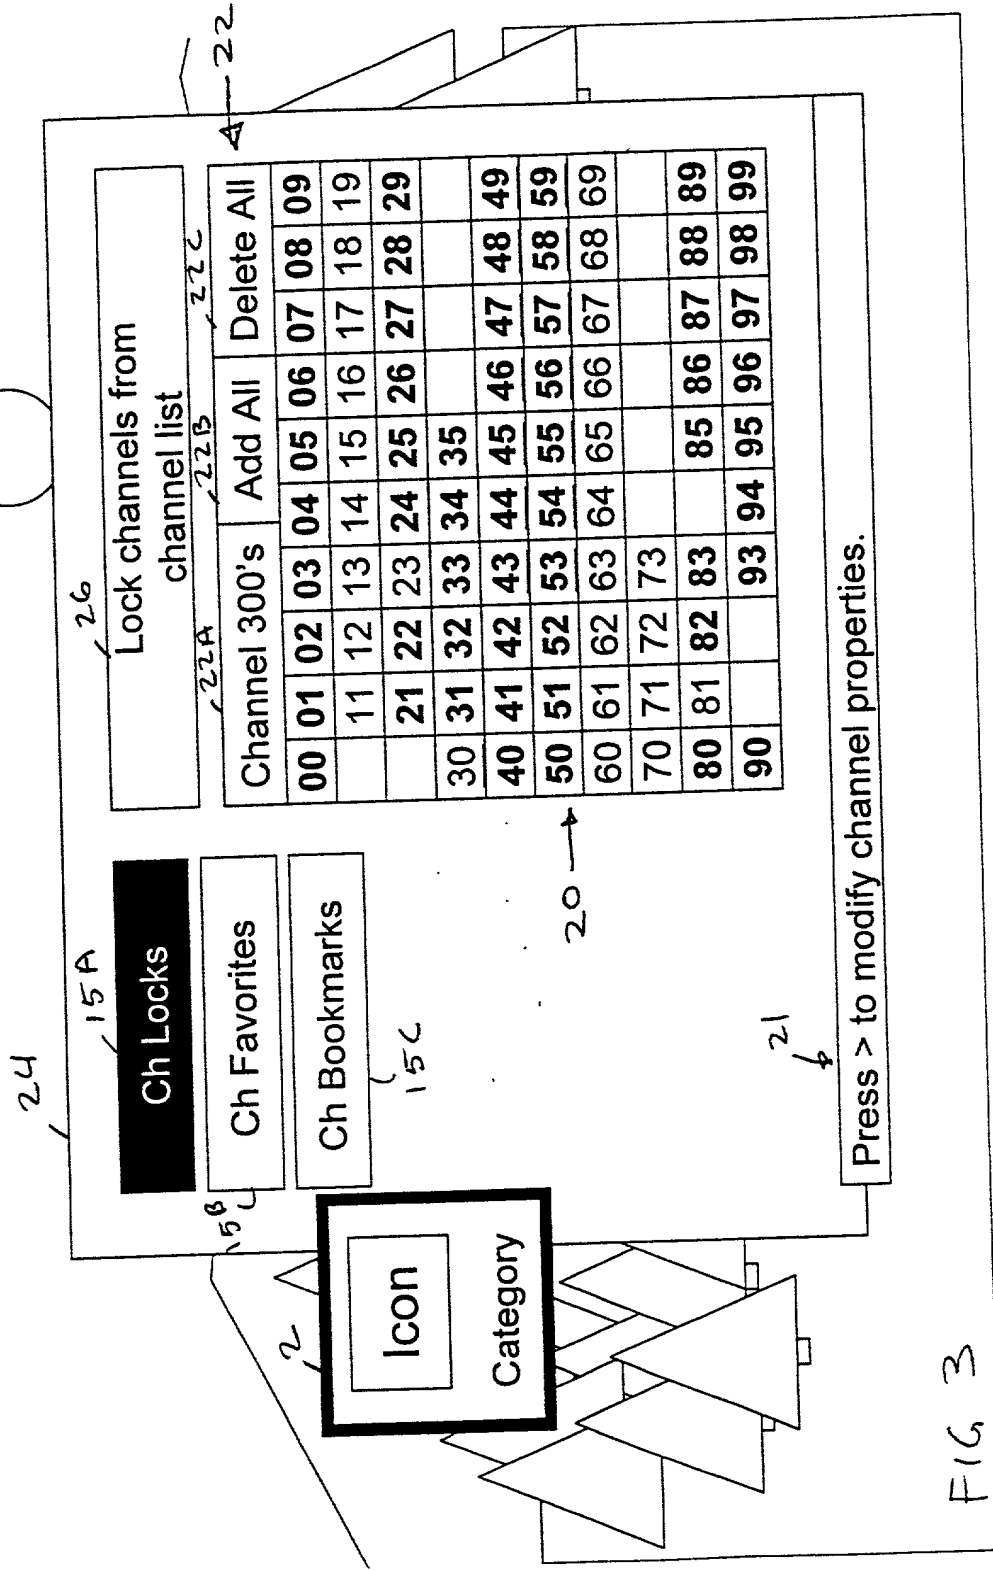 24
15A
26
Ch Locks
Lock channels from
channel list
15B
Ch Favorites
22A
22B
22C
22
Channel 300's Add All Delete All
Ch Bookmarks
15C
00 01 02 03 04 05 06 07 08 09
11 12 13 14 15 16 17 18 19
21 22 23 24 25 26 27 28 29
30 31 32 33 34 35
40 41 42 43 44 45 46 47 48 49
50 51 52 53 54 55 56 57 58 59
60 61 62 63 64 65 66 67 68 69
70 71 72 73
80 81 82 83 85 86 87 88 89
90 93 94 95 96 97 98 99
20
2
Icon
Category
21
Press > to modify channel properties.
FIG 3